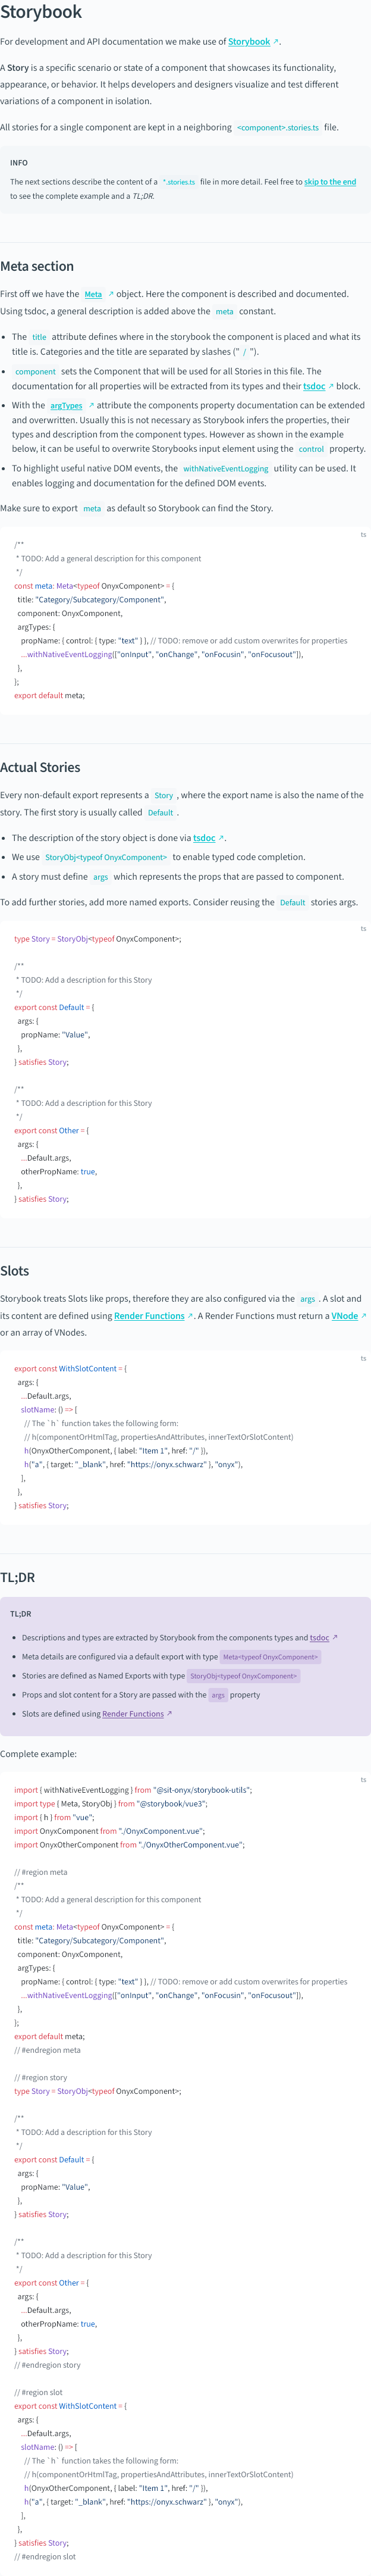 Storybook
For development and API documentation we make use of Storybook ↗.
A Story is a specific scenario or state of a component that showcases its functionality,
appearance, or behavior. It helps developers and designers visualize and test different
variations of a component in isolation.
All stories for a single component are kept in a neighboring <component>.stories.ts file.
INFO
The next sections describe the content of a *.stories.ts file in more detail. Feel free to skip to the end
to see the complete example and a TL;DR.
Meta section
First off we have the Meta ↗ object. Here the component is described and documented.
Using tsdoc, a general description is added above the meta constant.
• The title attribute defines where in the storybook the component is placed and what its
title is. Categories and the title are separated by slashes ("/").
• component sets the Component that will be used for all Stories in this file. The
documentation for all properties will be extracted from its types and their tsdoc ↗ block.
• With the argTypes ↗ attribute the components property documentation can be extended
and overwritten. Usually this is not necessary as Storybook infers the properties, their
types and description from the component types. However as shown in the example
below, it can be useful to overwrite Storybooks input element using the control property.
• To highlight useful native DOM events, the withNativeEventLogging utility can be used. It
enables logging and documentation for the defined DOM events.
Make sure to export meta as default so Storybook can find the Story.
ts
/**
 * TODO: Add a general description for this component
 */
const meta: Meta<typeof OnyxComponent> = {
  title: "Category/Subcategory/Component",
  component: OnyxComponent,
  argTypes: {
    propName: { control: { type: "text" } }, // TODO: remove or add custom overwrites for properties
    ...withNativeEventLogging(["onInput", "onChange", "onFocusin", "onFocusout"]),
  },
};
export default meta;
Actual Stories
Every non-default export represents a Story, where the export name is also the name of the
story. The first story is usually called Default.
• The description of the story object is done via tsdoc ↗.
• We use StoryObj<typeof OnyxComponent> to enable typed code completion.
• A story must define args which represents the props that are passed to component.
To add further stories, add more named exports. Consider reusing the Default stories args.
ts
type Story = StoryObj<typeof OnyxComponent>;
/**
 * TODO: Add a description for this Story
 */
export const Default = {
  args: {
    propName: "Value",
  },
} satisfies Story;
/**
 * TODO: Add a description for this Story
 */
export const Other = {
  args: {
    ...Default.args,
    otherPropName: true,
  },
} satisfies Story;
Slots
Storybook treats Slots like props, therefore they are also configured via the args. A slot and
its content are defined using Render Functions ↗. A Render Functions must return a VNode ↗
or an array of VNodes.
ts
export const WithSlotContent = {
  args: {
    ...Default.args,
    slotName: () => [
      // The `h` function takes the following form:
      // h(componentOrHtmlTag, propertiesAndAttributes, innerTextOrSlotContent)
      h(OnyxOtherComponent, { label: "Item 1", href: "/" }),
      h("a", { target: "_blank", href: "https://onyx.schwarz" }, "onyx"),
    ],
  },
} satisfies Story;
TL;DR
TL;DR
• Descriptions and types are extracted by Storybook from the components types and tsdoc ↗
• Meta details are configured via a default export with type Meta<typeof OnyxComponent>
• Stories are defined as Named Exports with type StoryObj<typeof OnyxComponent>
• Props and slot content for a Story are passed with the args property
• Slots are defined using Render Functions ↗
Complete example:
ts
import { withNativeEventLogging } from "@sit-onyx/storybook-utils";
import type { Meta, StoryObj } from "@storybook/vue3";
import { h } from "vue";
import OnyxComponent from "./OnyxComponent.vue";
import OnyxOtherComponent from "./OnyxOtherComponent.vue";
// #region meta
/**
 * TODO: Add a general description for this component
 */
const meta: Meta<typeof OnyxComponent> = {
  title: "Category/Subcategory/Component",
  component: OnyxComponent,
  argTypes: {
    propName: { control: { type: "text" } }, // TODO: remove or add custom overwrites for properties
    ...withNativeEventLogging(["onInput", "onChange", "onFocusin", "onFocusout"]),
  },
};
export default meta;
// #endregion meta
// #region story
type Story = StoryObj<typeof OnyxComponent>;
/**
 * TODO: Add a description for this Story
 */
export const Default = {
  args: {
    propName: "Value",
  },
} satisfies Story;
/**
 * TODO: Add a description for this Story
 */
export const Other = {
  args: {
    ...Default.args,
    otherPropName: true,
  },
} satisfies Story;
// #endregion story
// #region slot
export const WithSlotContent = {
  args: {
    ...Default.args,
    slotName: () => [
      // The `h` function takes the following form:
      // h(componentOrHtmlTag, propertiesAndAttributes, innerTextOrSlotContent)
      h(OnyxOtherComponent, { label: "Item 1", href: "/" }),
      h("a", { target: "_blank", href: "https://onyx.schwarz" }, "onyx"),
    ],
  },
} satisfies Story;
// #endregion slot